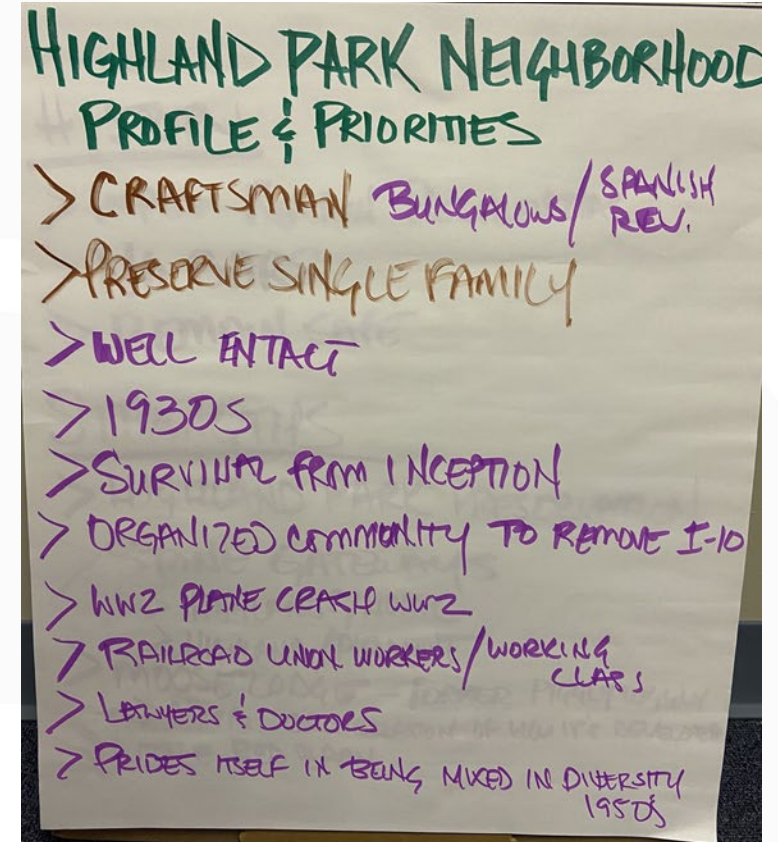 HIGHLAND PARK NEIGHBORHOOD
PROFILE & PRIORITIES
> CRAFTSMAN BUNGALOWS/ SPANISH
REV.
> PRESERVE SINGLE FAMILY
> WELL ENTACT
> 1930S
> SURVIVAL FROM INCEPTION
> ORGANIZED COMMUNITY TO REMOVE I-10
> WW2 PLANE CRASH WW2
> RAILROAD UNION WORKERS/WORKING
CLASS
> LAWYERS & DOCTORS
> PRIDES ITSELF IN BEING MIXED IN DIVERSITY
1950'S